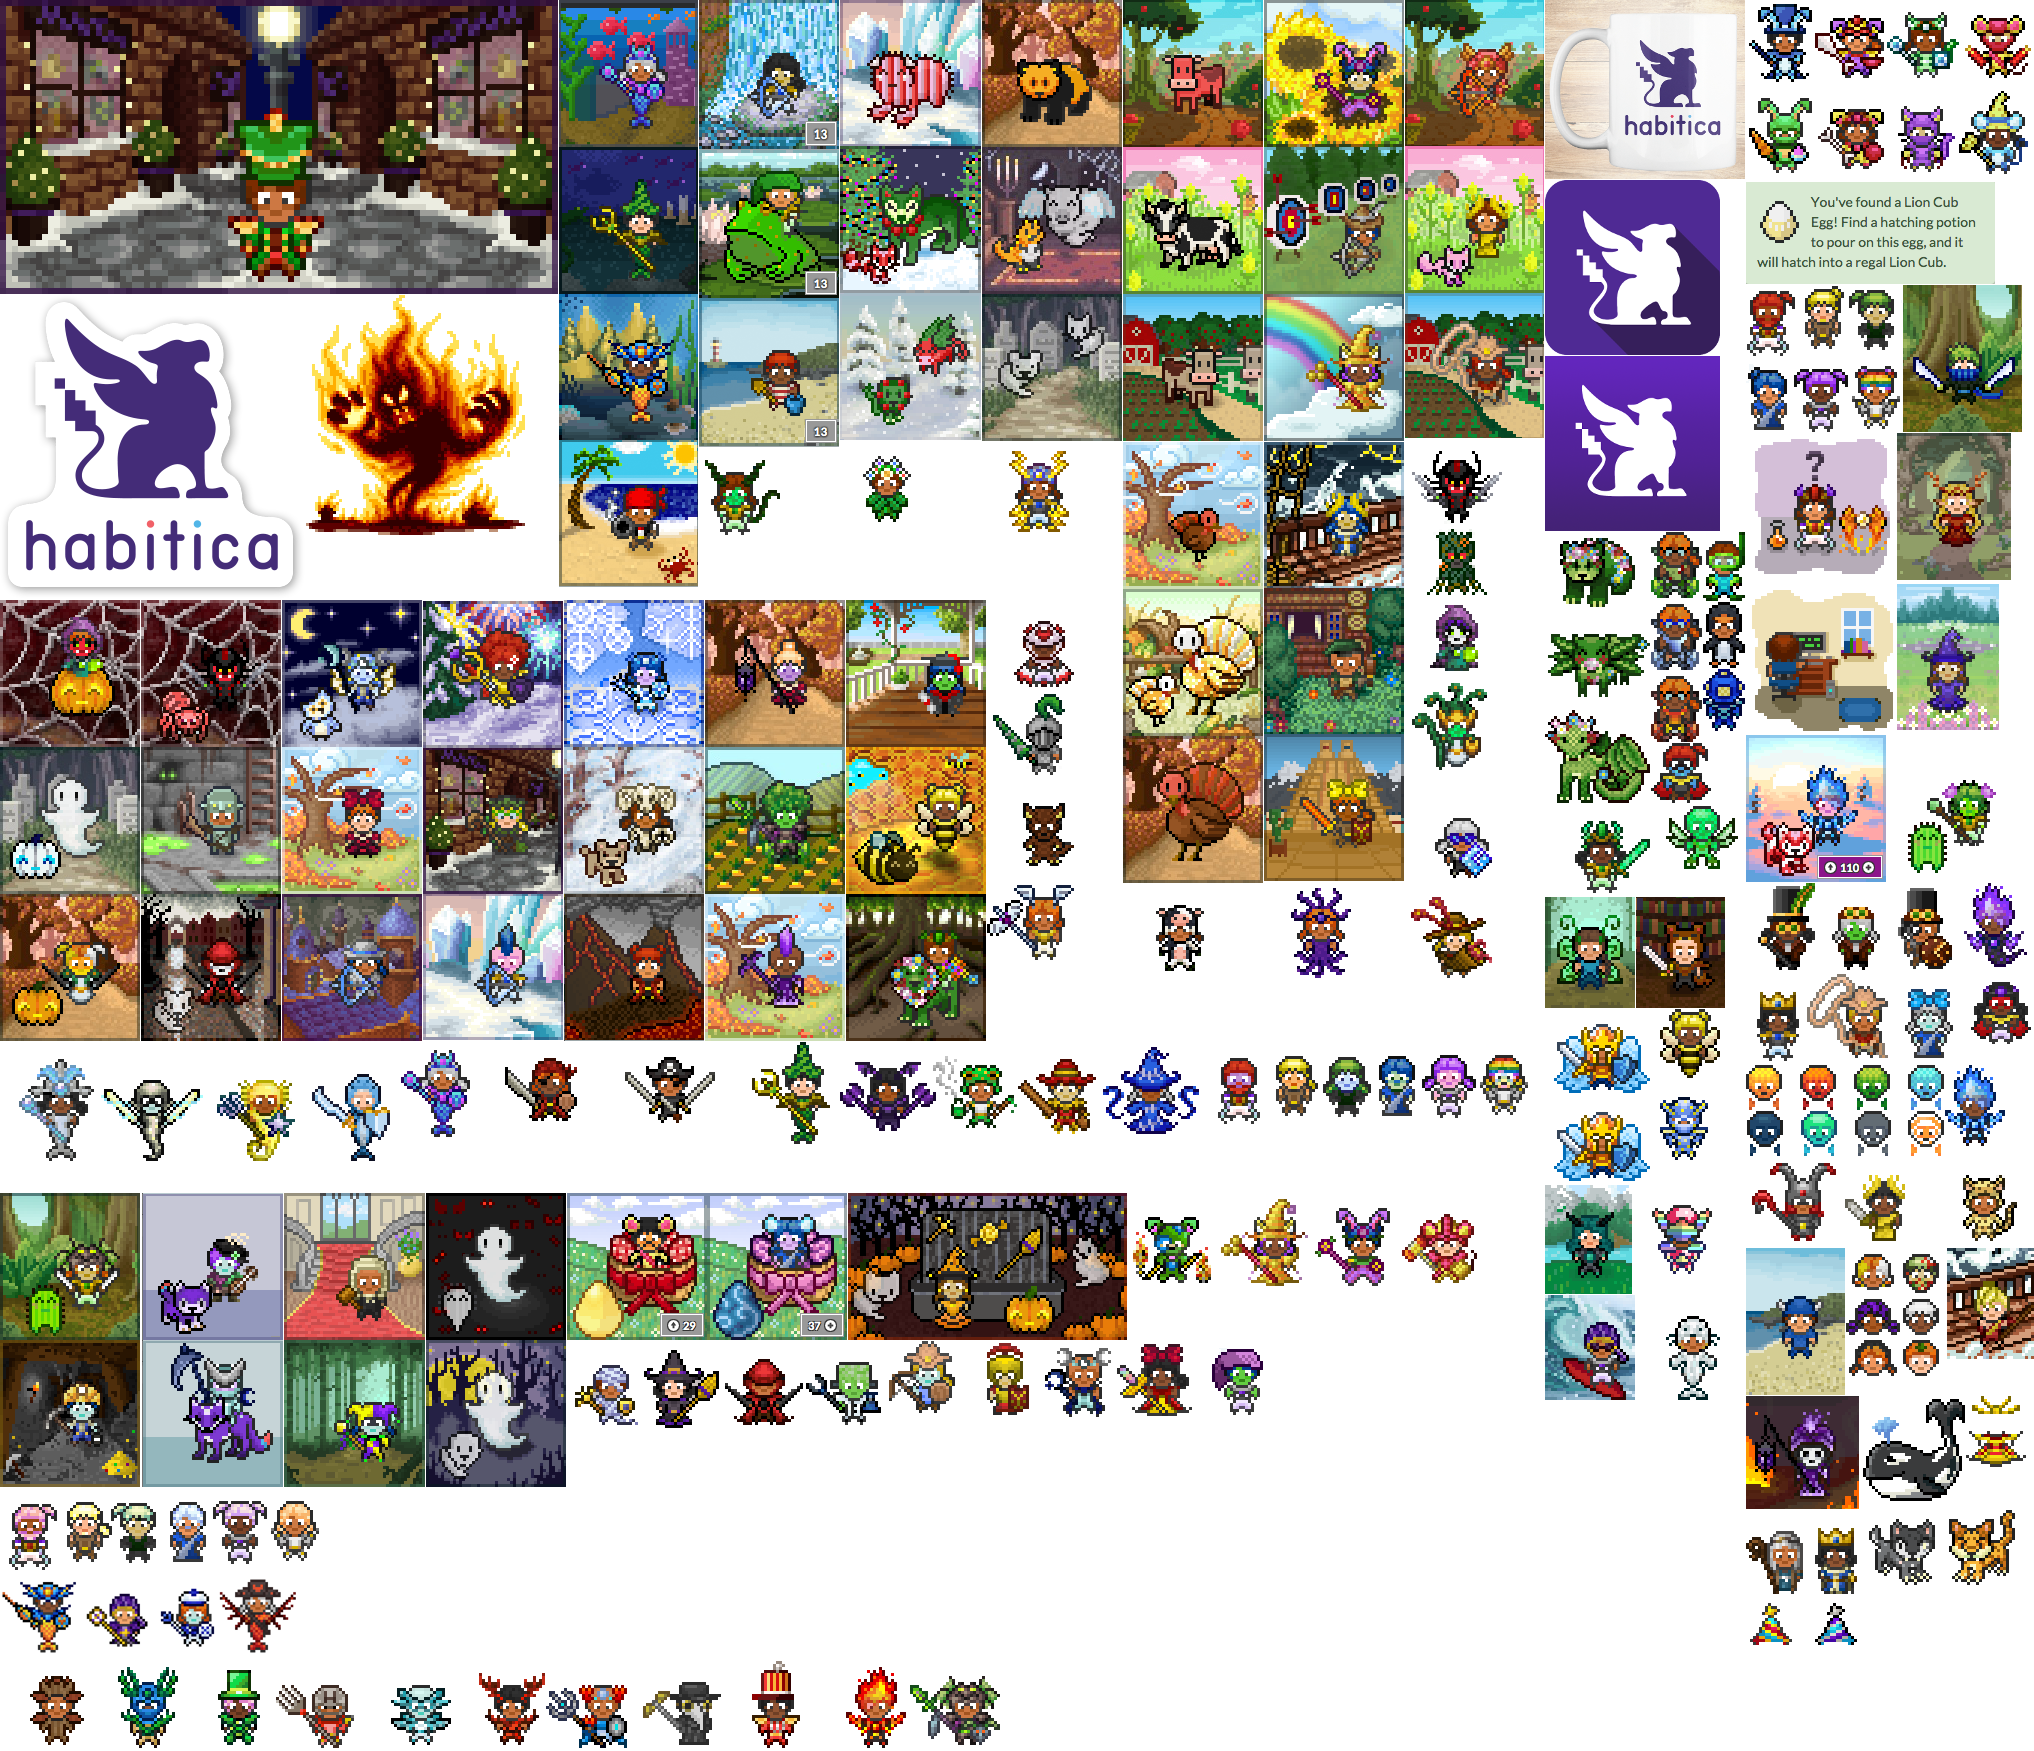 13
habitica
You've found a Lion Cub
Egg! Find a hatching potion
to pour on this egg, and it
will hatch into a regal Lion Cub.
13
13
habitica
?
110
29
37